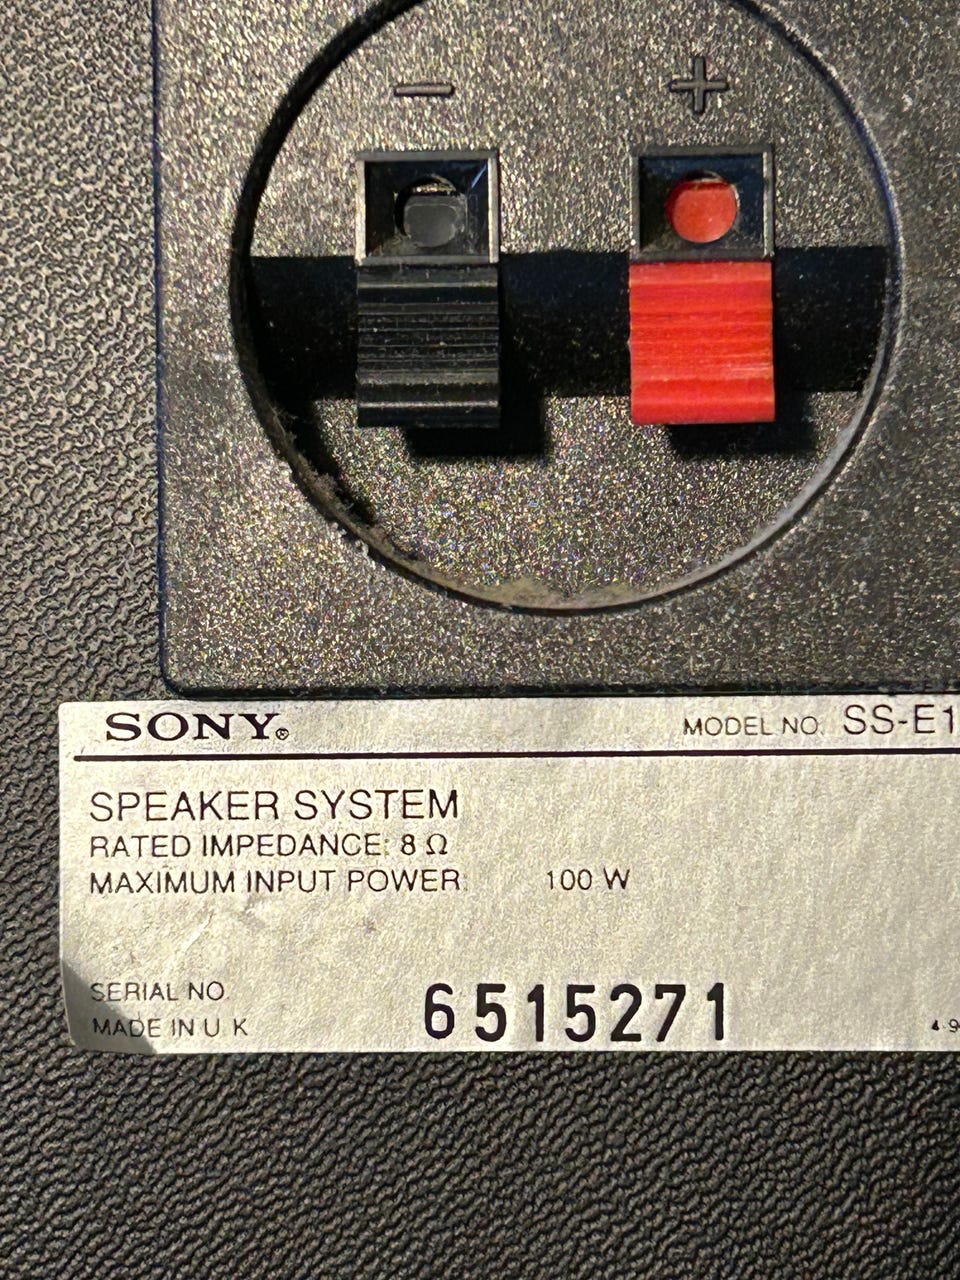 − +
SONY® MODEL NO. SS-E1
SPEAKER SYSTEM
RATED IMPEDANCE: 8 Ω
MAXIMUM INPUT POWER: 100 W
SERIAL NO. 6515271
MADE IN U K